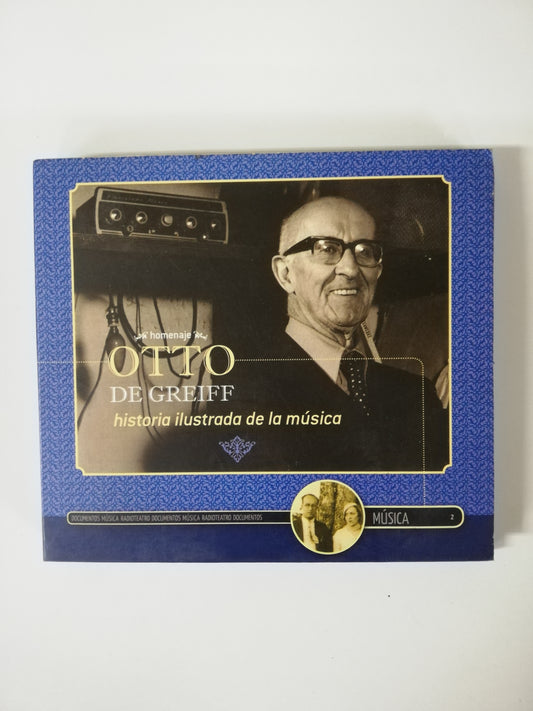 homenaje
OTTO
DE GREIFF
historia ilustrada de la música
DOCUMENTOS MÚSICA RADIOTEATRO DOCUMENTOS MÚSICA RADIOTEATRO DOCUMENTOS
MÚSICA 2